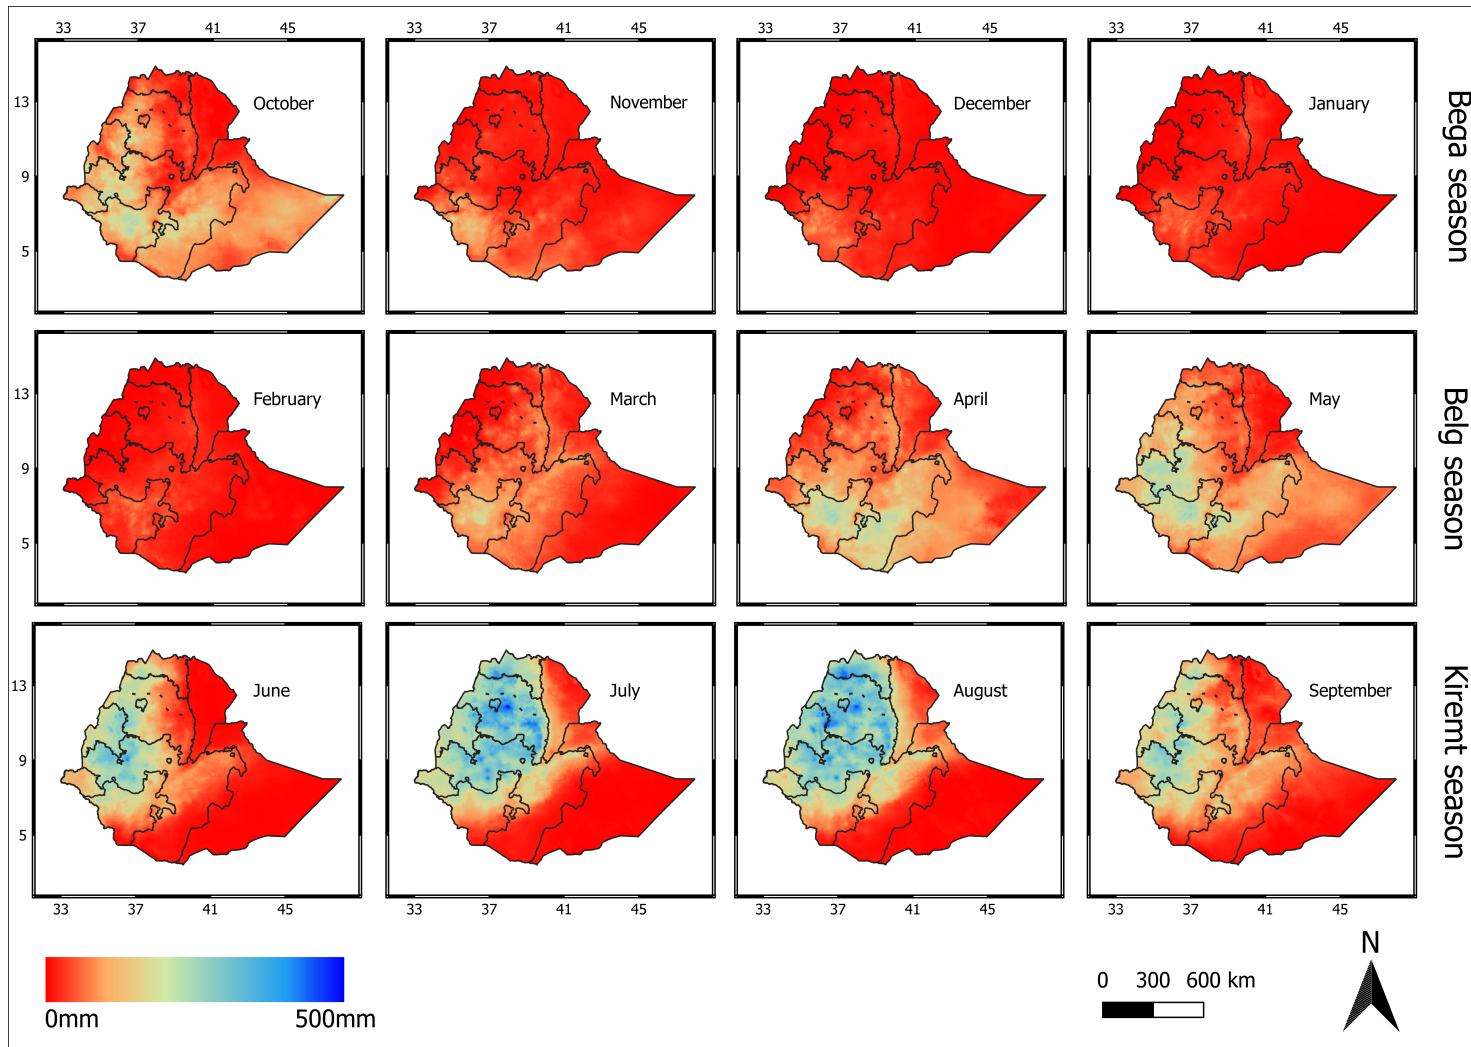 33 37 41 45 33 37 41 45 33 37 41 45 33 37 41 45
13
9
5
October
November
December
January
Bega season
13
9
5
February
March
April
May
Belg season
13
9
5
June
July
August
September
Kiremt season
33 37 41 45 33 37 41 45 33 37 41 45 33 37 41 45
0mm 500mm
0 300 600 km
N